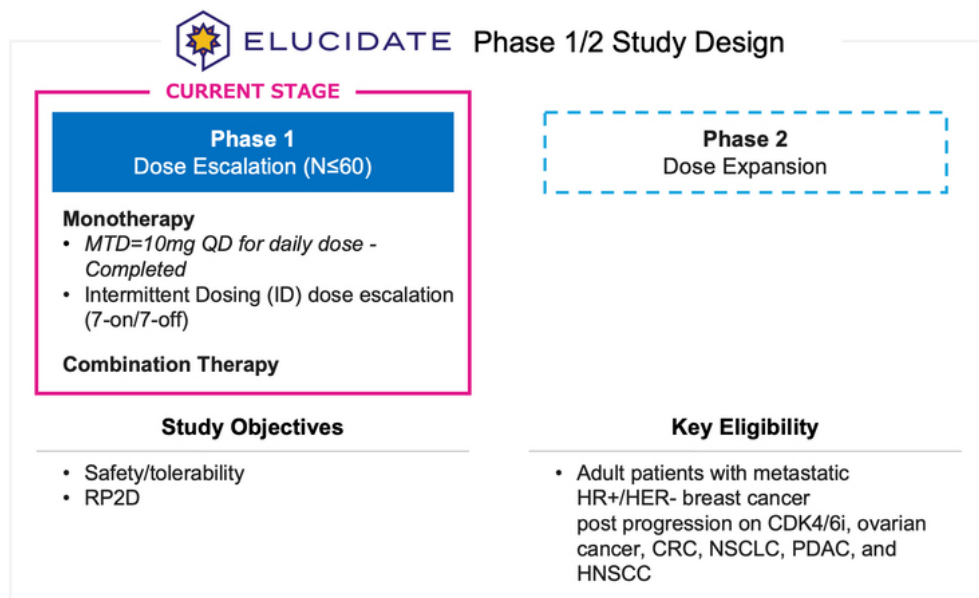 ELUCIDATE Phase 1/2 Study Design
CURRENT STAGE
Phase 1
Dose Escalation (N≤60)
Monotherapy
• MTD=10mg QD for daily dose -
Completed
• Intermittent Dosing (ID) dose escalation
(7-on/7-off)
Combination Therapy
Phase 2
Dose Expansion
Study Objectives
• Safety/tolerability
• RP2D
Key Eligibility
• Adult patients with metastatic
HR+/HER- breast cancer
post progression on CDK4/6i, ovarian
cancer, CRC, NSCLC, PDAC, and
HNSCC